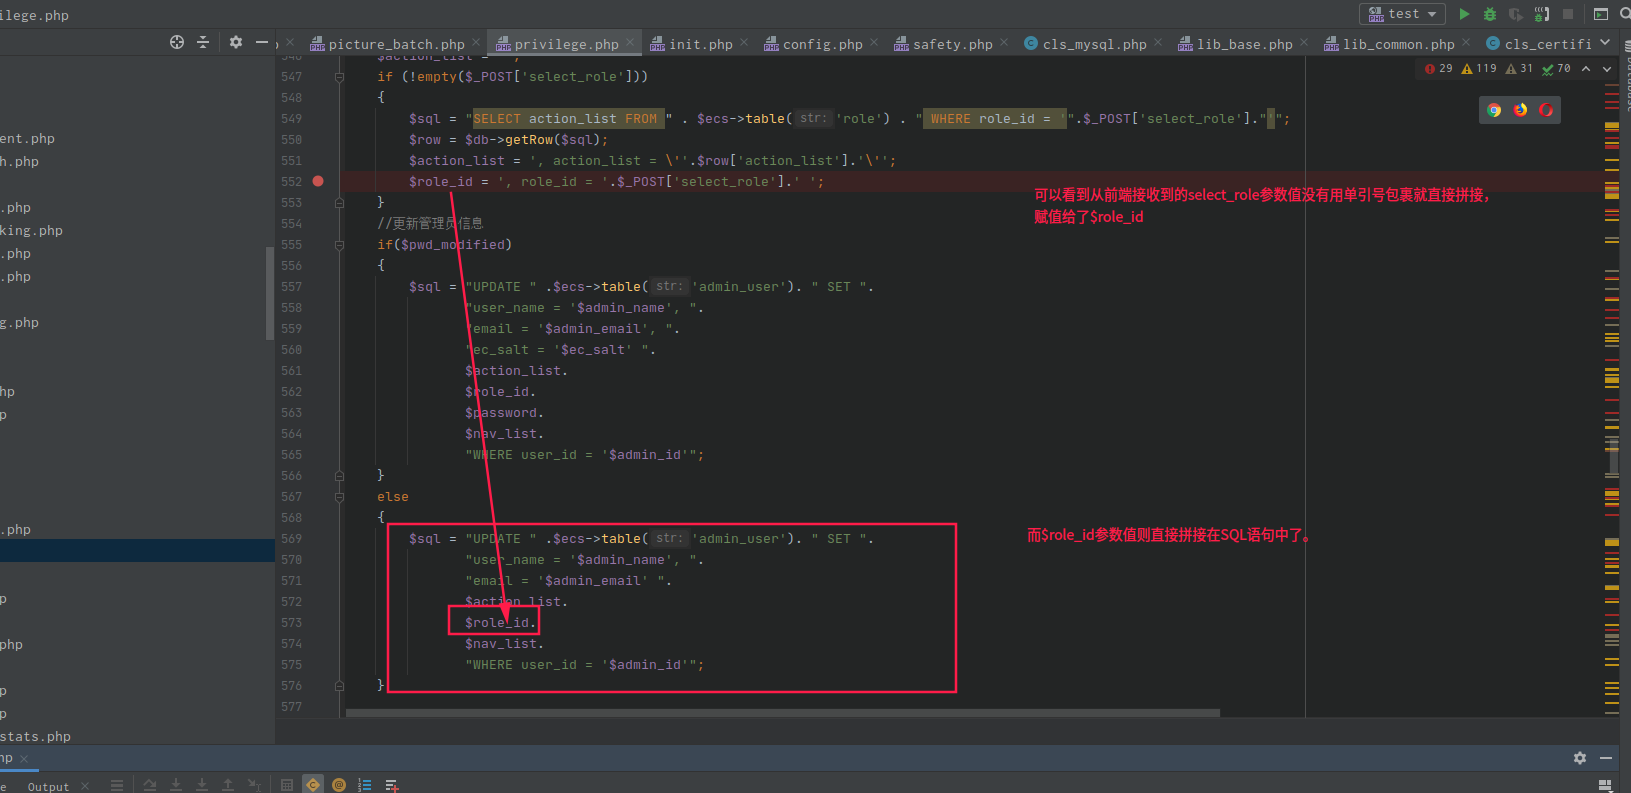 ilege.php
test
picture_batch.php
privilege.php
init.php
config.php
safety.php
cls_mysql.php
lib_base.php
lib_common.php
cls_certifi
29 119 31 70
ent.php
h.php
.php
king.php
.php
.php
g.php
hp
p
.php
p
.php
p
p
stats.php
547 if (!empty($_POST['select_role']))
548 {
549 $sql = "SELECT action_list FROM " . $ecs->table( str: 'role') . " WHERE role_id = '".$_POST['select_role']."'";
550 $row = $db->getRow($sql);
551 $action_list = ', action_list = \''.$row['action_list'].'\'';
552 $role_id = ', role_id = '.$_POST['select_role'].' ';
可以看到从前端接收到的select_role参数值没有用单引号包裹就直接拼接，
赋值给了$role_id
553 }
554 //更新管理员信息
555 if($pwd_modified)
556 {
557 $sql = "UPDATE " .$ecs->table( str: 'admin_user'). " SET ".
558 "user_name = '$admin_name', ".
559 "email = '$admin_email', ".
560 "ec_salt = '$ec_salt' ".
561 $action_list.
562 $role_id.
563 $password.
564 $nav_list.
565 "WHERE user_id = '$admin_id'";
566 }
567 else
568 {
而$role_id参数值则直接拼接在SQL语句中了。
569 $sql = "UPDATE " .$ecs->table( str: 'admin_user'). " SET ".
570 "user_name = '$admin_name', ".
571 "email = '$admin_email' ".
572 $action_list.
573 $role_id.
574 $nav_list.
575 "WHERE user_id = '$admin_id'";
576 }
577
hp
e Output